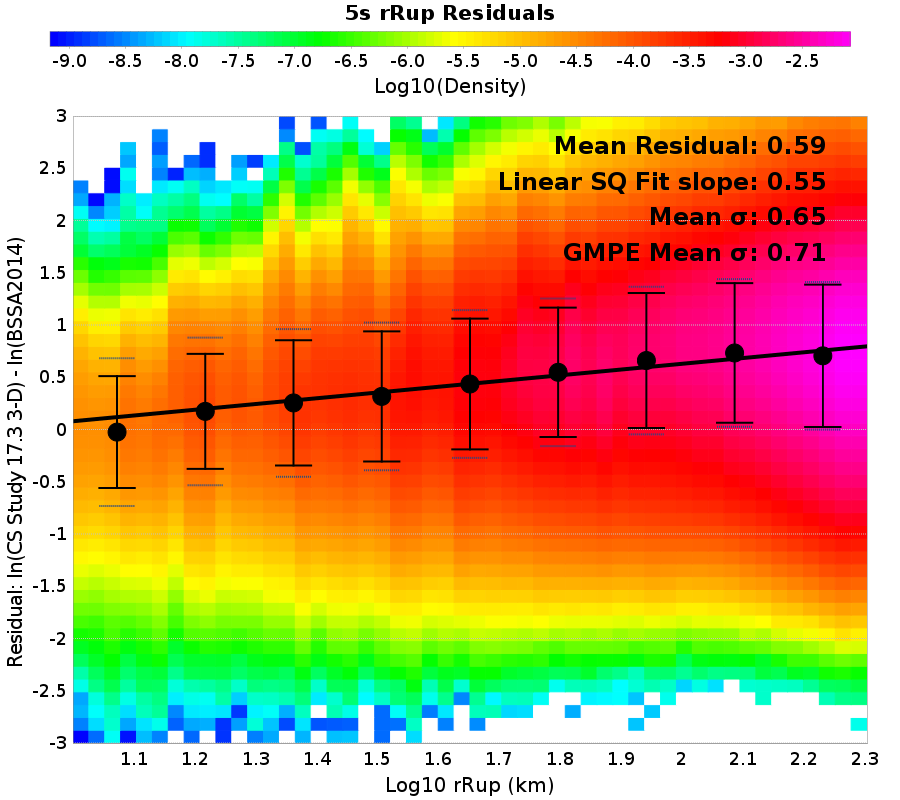 5s rRup Residuals
-9.0 -8.5 -8.0 -7.5 -7.0 -6.5 -6.0 -5.5 -5.0 -4.5 -4.0 -3.5 -3.0 -2.5
Log10(Density)
Mean Residual: 0.59
Linear SQ Fit slope: 0.55
Mean σ: 0.65
GMPE Mean σ: 0.71
Residual: ln(CS Study 17.3 3-D) - ln(BSSA2014)
3
2.5
2
1.5
1
0.5
0
-0.5
-1
-1.5
-2
-2.5
-3
1.1 1.2 1.3 1.4 1.5 1.6 1.7 1.8 1.9 2 2.1 2.2 2.3
Log10 rRup (km)